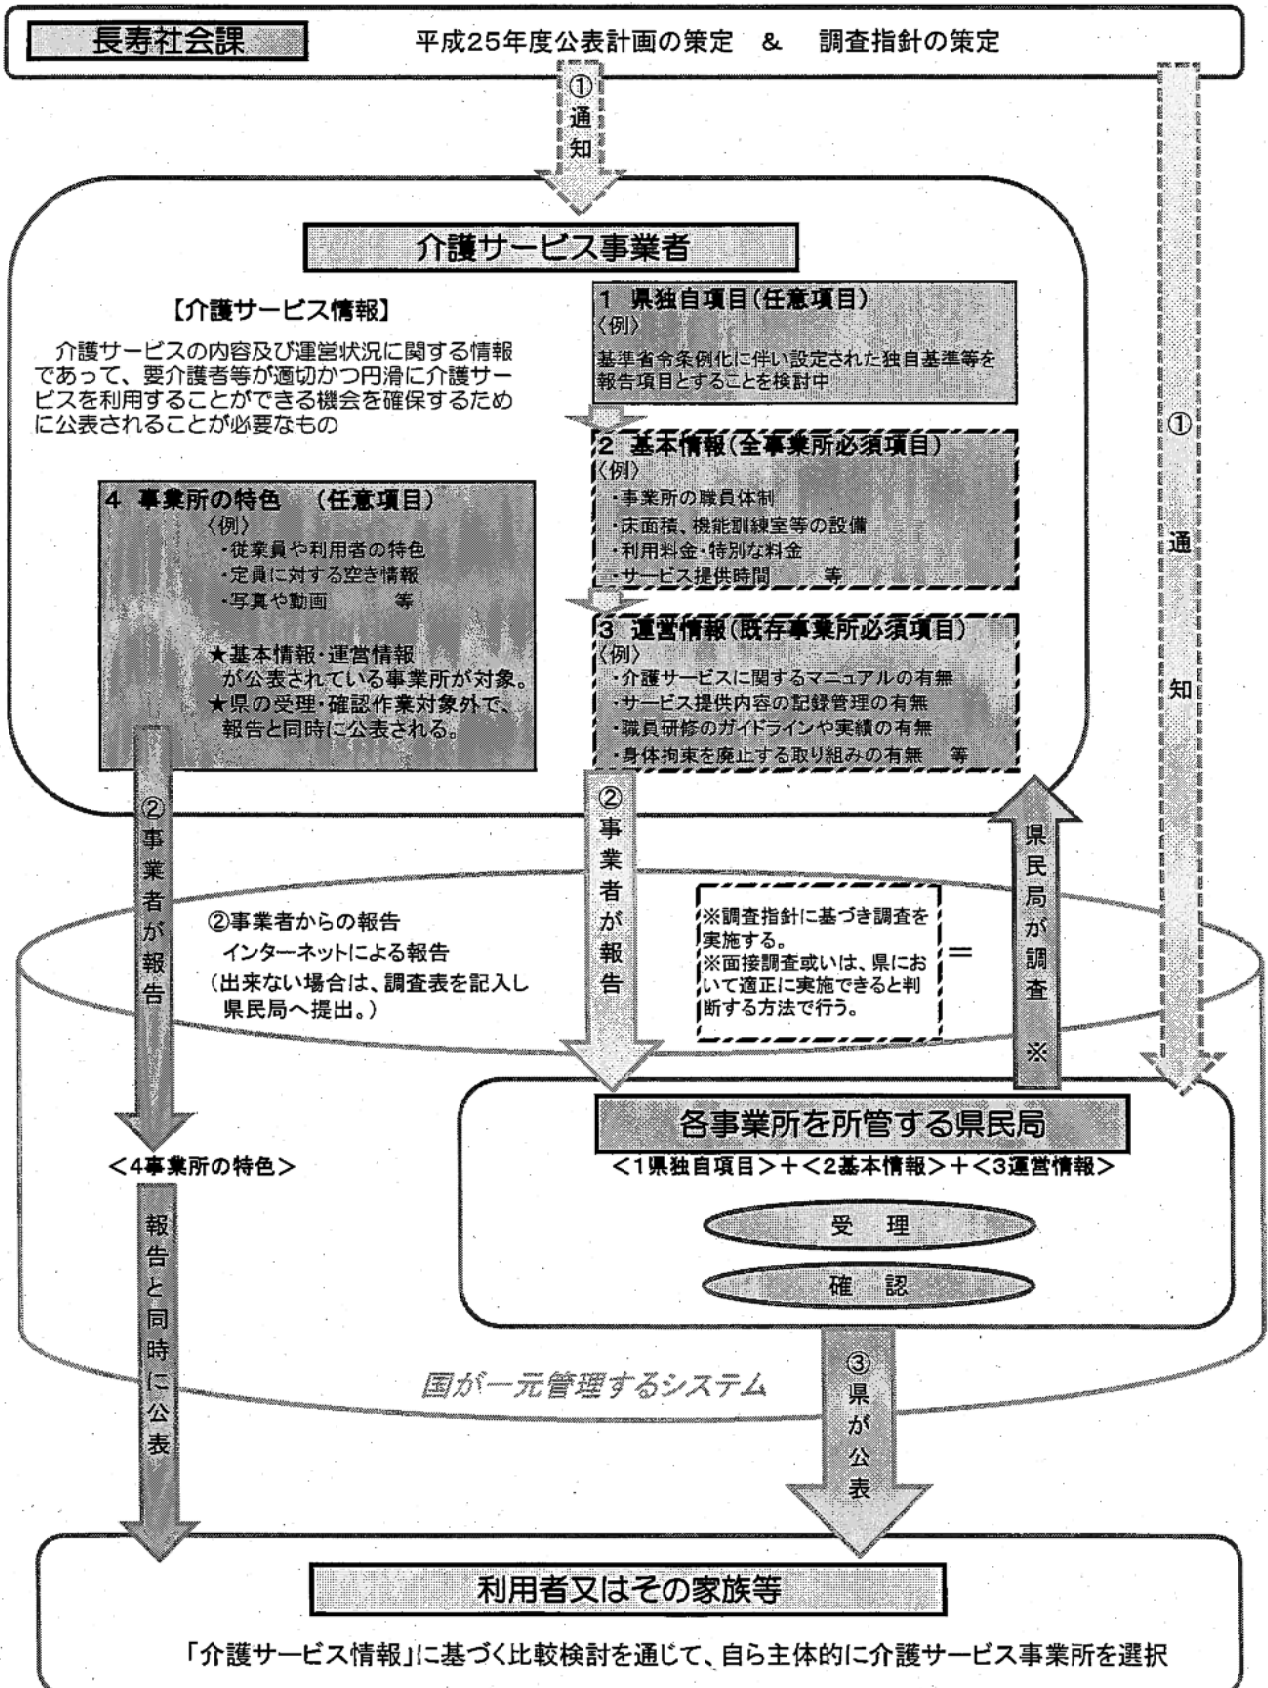 長寿社会課
平成25年度公表計画の策定 & 調査指針の策定
①通知
①通知
介護サービス事業者
【介護サービス情報】
介護サービスの内容及び運営状況に関する情報
であって、要介護者等が適切かつ円滑に介護サー
ビスを利用することができる機会を確保するため
に公表されることが必要なもの
1 県独自項目(任意項目)
〈例〉
基準省令条例化に伴い設定された独自基準等を
報告項目とすることを検討中
2 基本情報(全事業所必須項目)
〈例〉
・事業所の職員体制
・床面積、機能訓練室等の設備
・利用料金・特別な料金
・サービス提供時間 等
3 運営情報(既存事業所必須項目)
〈例〉
・介護サービスに関するマニュアルの有無
・サービス提供内容の記録管理の有無
・職員研修のガイドラインや実績の有無
・身体拘束を廃止する取り組みの有無 等
4 事業所の特色 (任意項目)
〈例〉
・従業員や利用者の特色
・定員に対する空き情報
・写真や動画 等
★基本情報・運営情報
が公表されている事業所が対象。
★県の受理・確認作業対象外で、
報告と同時に公表される。
②事業者が報告
②事業者が報告
県民局が調査 ※
②事業者からの報告
インターネットによる報告
(出来ない場合は、調査表を記入し
県民局へ提出。)
※調査指針に基づき調査を
実施する。
※面接調査或いは、県にお
いて適正に実施できると判
断する方法で行う。
=
各事業所を所管する県民局
<1県独自項目>+<2基本情報>+<3運営情報>
受 理
確 認
<4事業所の特色>
報告と同時に公表
国が一元管理するシステム
③県が公表
利用者又はその家族等
「介護サービス情報」に基づく比較検討を通じて、自ら主体的に介護サービス事業所を選択